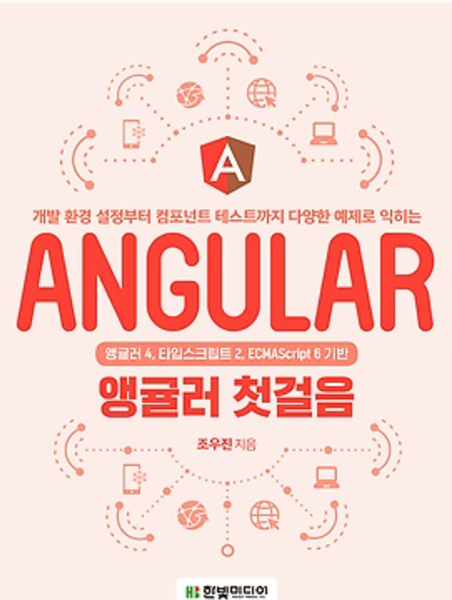 A
개발 환경 설정부터 컴포넌트 테스트까지 다양한 예제로 익히는
ANGULAR
앵귤러 4, 타입스크립트 2, ECMAScript 6 기반
앵귤러 첫걸음
조우진 지음
HB 한빛미디어